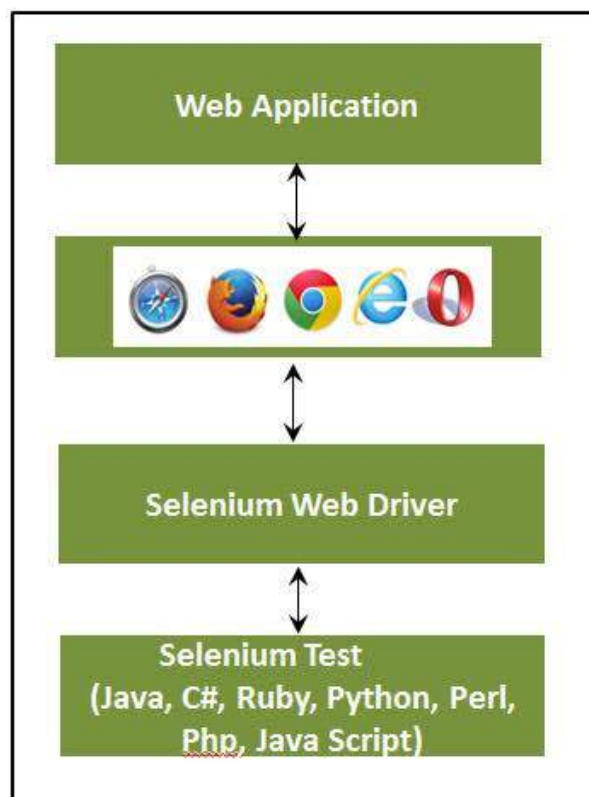 Web Application
Selenium Web Driver
Selenium Test
(Java, C#, Ruby, Python, Perl,
Php, Java Script)